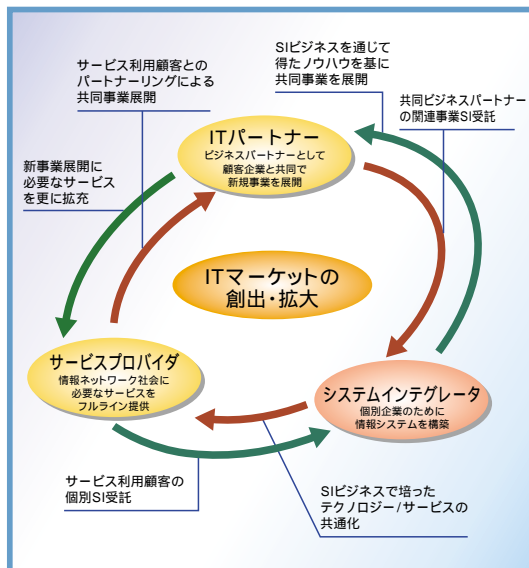 サービス利用顧客との
パートナーリングによる
共同事業展開
SIビジネスを通じて
得たノウハウを基に
共同事業を展開
共同ビジネスパートナー
の関連事業SI受託
新事業展開に
必要なサービス
を更に拡充
ITパートナー
ビジネスパートナーとして
顧客企業と共同で
新規事業を展開
ITマーケットの
創出・拡大
サービスプロバイダ
情報ネットワーク社会に
必要なサービスを
フルライン提供
システムインテグレータ
個別企業のために
情報システムを構築
サービス利用顧客の
個別SI受託
SIビジネスで培った
テクノロジー/サービスの
共通化